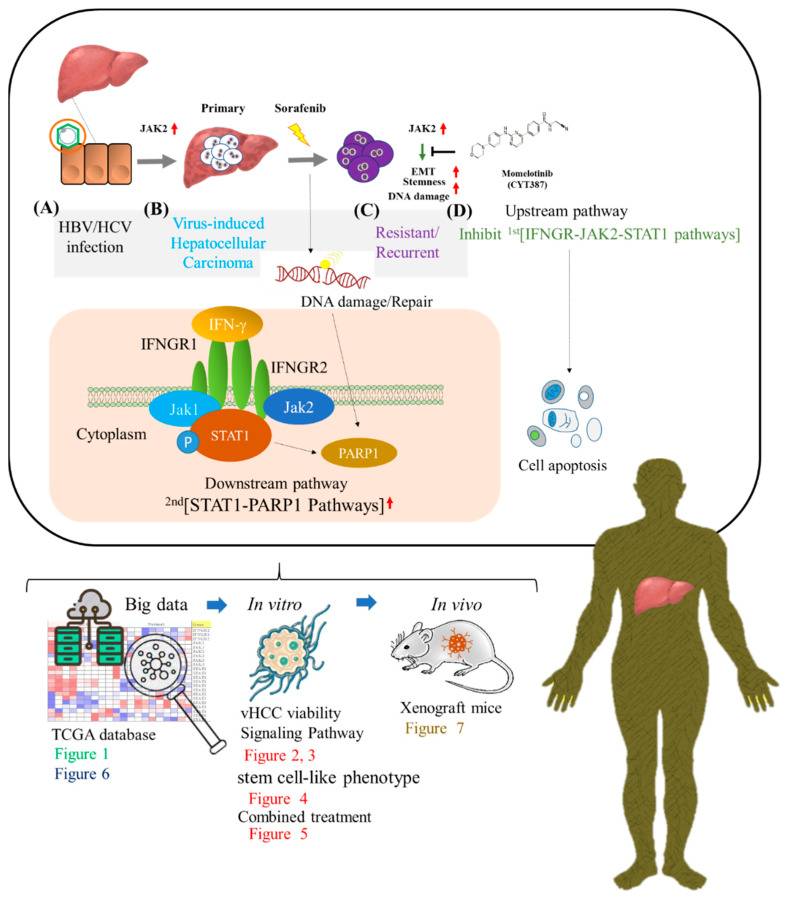 Primary
Sorafenib
JAK2
JAK2
EMT
Stemness
DNA damage
Momelotinib
(CYT387)
(A)
HBV/HCV
infection
(B)
Virus-induced
Hepatocellular
Carcinoma
(C)
Resistant/
Recurrent
(D)
Upstream pathway
Inhibit 1st[IFNGR-JAK2-STAT1 pathways]
DNA damage/Repair
IFN-γ
IFNGR1
IFNGR2
Jak1
Jak2
Cytoplasm
P
STAT1
PARP1
Downstream pathway
2nd[STAT1-PARP1 Pathways]
Cell apoptosis
Big data
In vitro
In vivo
TCGA database
Figure 1
Figure 6
vHCC viability
Signaling Pathway
Figure 2, 3
stem cell-like phenotype
Figure 4
Combined treatment
Figure 5
Xenograft mice
Figure 7